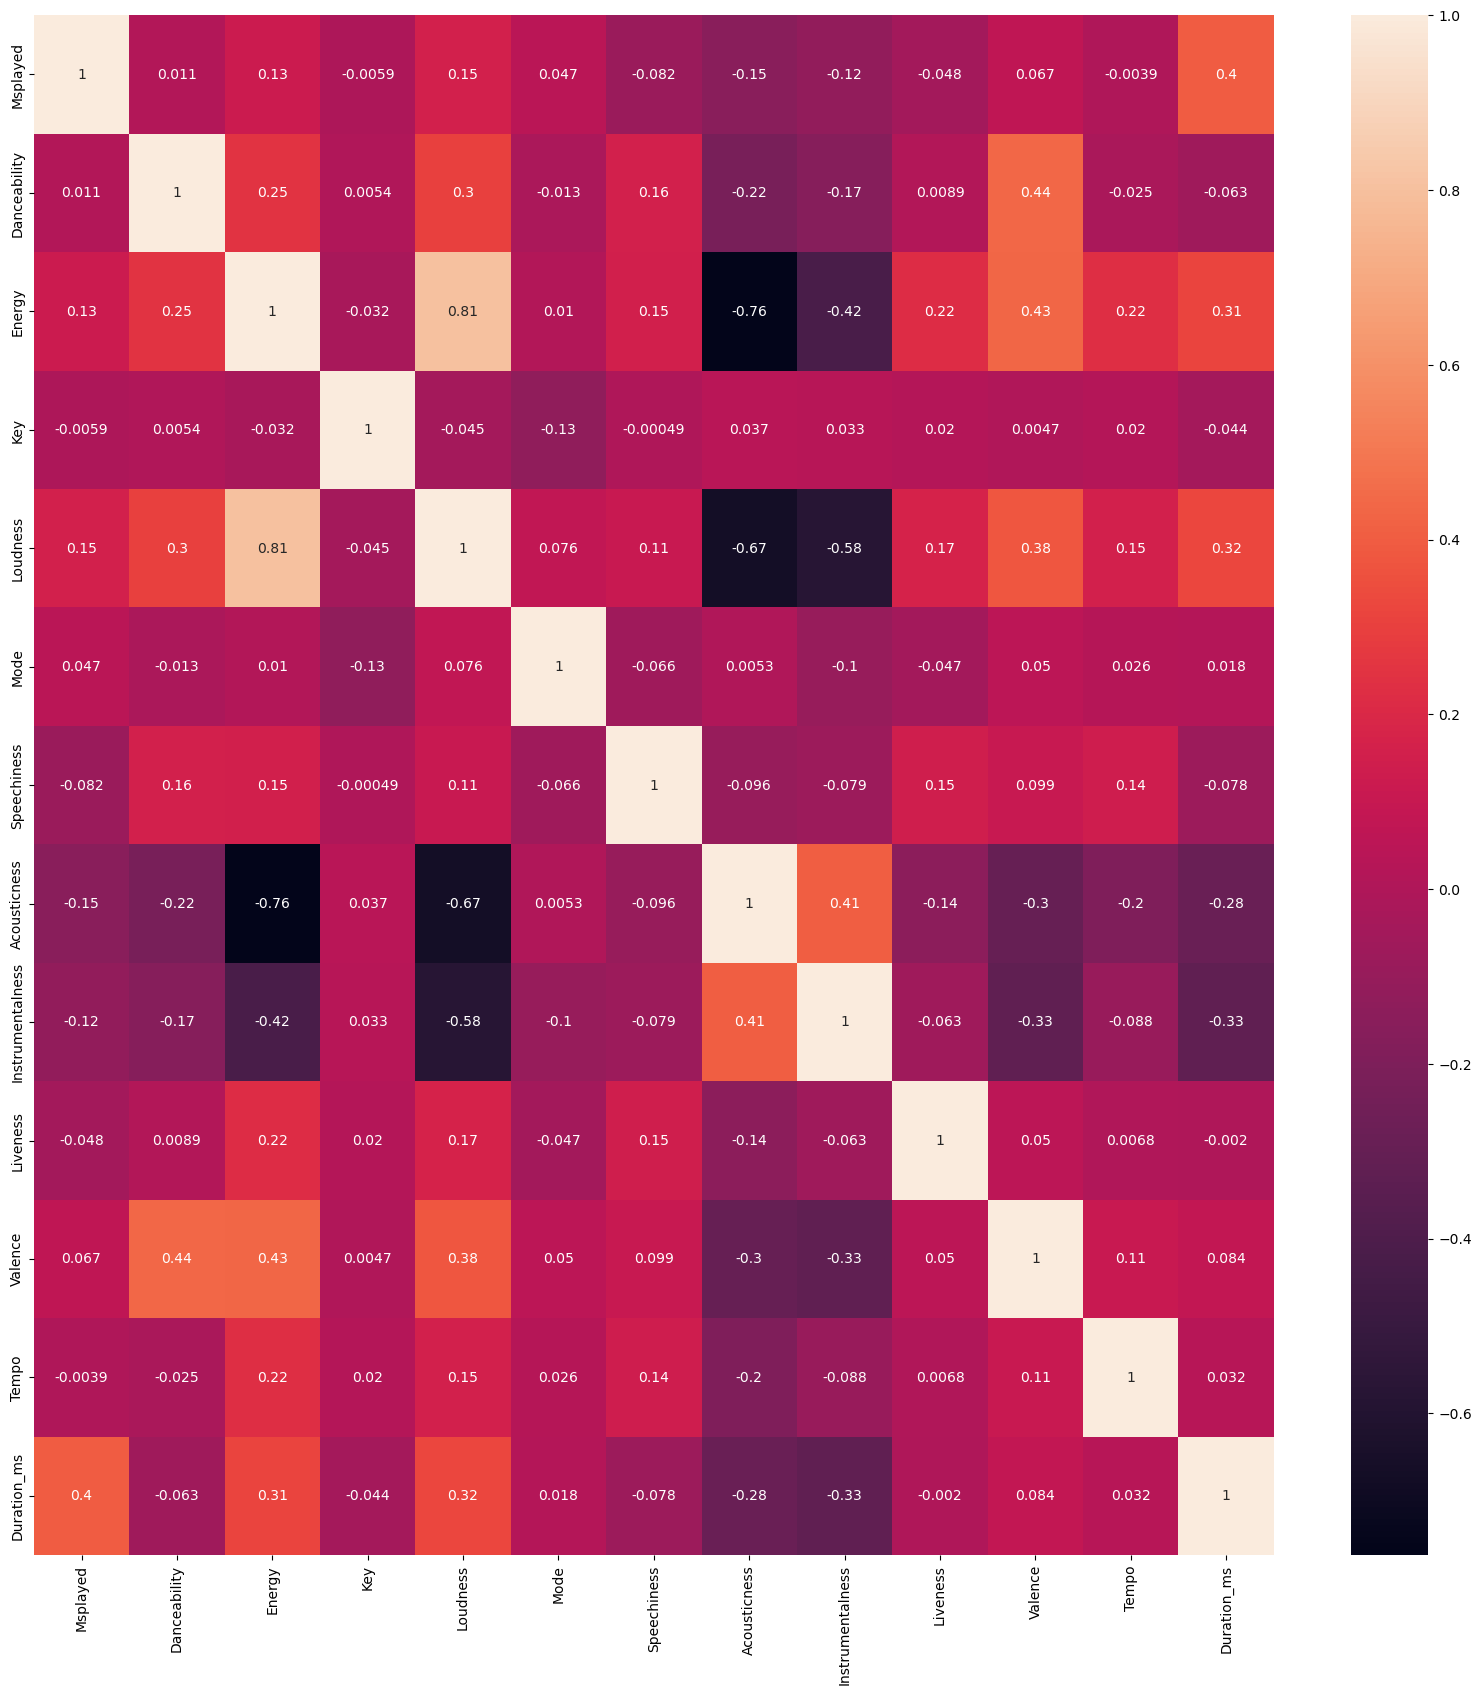 Msplayed 1 0.011 0.13 -0.0059 0.15 0.047 -0.082 -0.15 -0.12 -0.048 0.067 -0.0039 0.4
Danceability 0.011 1 0.25 0.0054 0.3 -0.013 0.16 -0.22 -0.17 0.0089 0.44 -0.025 -0.063
Energy 0.13 0.25 1 -0.032 0.81 0.01 0.15 -0.76 -0.42 0.22 0.43 0.22 0.31
Key -0.0059 0.0054 -0.032 1 -0.045 -0.13 -0.00049 0.037 0.033 0.02 0.0047 0.02 -0.044
Loudness 0.15 0.3 0.81 -0.045 1 0.076 0.11 -0.67 -0.58 0.17 0.38 0.15 0.32
Mode 0.047 -0.013 0.01 -0.13 0.076 1 -0.066 0.0053 -0.1 -0.047 0.05 0.026 0.018
Speechiness -0.082 0.16 0.15 -0.00049 0.11 -0.066 1 -0.096 -0.079 0.15 0.099 0.14 -0.078
Acousticness -0.15 -0.22 -0.76 0.037 -0.67 0.0053 -0.096 1 0.41 -0.14 -0.3 -0.2 -0.28
Instrumentalness -0.12 -0.17 -0.42 0.033 -0.58 -0.1 -0.079 0.41 1 -0.063 -0.33 -0.088 -0.33
Liveness -0.048 0.0089 0.22 0.02 0.17 -0.047 0.15 -0.14 -0.063 1 0.05 0.0068 -0.002
Valence 0.067 0.44 0.43 0.0047 0.38 0.05 0.099 -0.3 -0.33 0.05 1 0.11 0.084
Tempo -0.0039 -0.025 0.22 0.02 0.15 0.026 0.14 -0.2 -0.088 0.0068 0.11 1 0.032
Duration_ms 0.4 -0.063 0.31 -0.044 0.32 0.018 -0.078 -0.28 -0.33 -0.002 0.084 0.032 1
Msplayed Danceability Energy Key Loudness Mode Speechiness Acousticness Instrumentalness Liveness Valence Tempo Duration_ms
1.0
0.8
0.6
0.4
0.2
0.0
−0.2
−0.4
−0.6